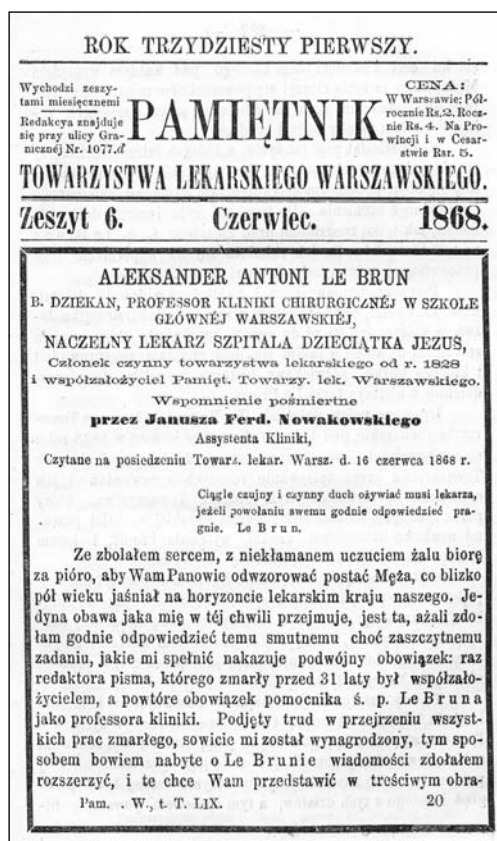 ROK TRZYDZIESTY PIERWSZY.
Wychodzi zeszy-
tami miesięcznemi
Redakcya znajduje
się przy ulicy Gra-
nicznéj Nr. 1077.d
PAMIĘTNIK
CENA:
W Warszawie: Pół-
rocznie Rs. 2. Rocz-
nie Rs. 4. Na Pro-
wincji i w Cesar-
stwie Rsr. 5.
TOWARZYSTWA LEKARSKIEGO WARSZAWSKIEGO.
Zeszyt 6. Czerwiec. 1868.
ALEKSANDER ANTONI LE BRUN
B. DZIEKAN, PROFESSOR KLINIKI CHIRURGICZNÉJ W SZKOLE
GŁÓWNÉJ WARSZAWSKIÉJ,
NACZELNY LEKARZ SZPITALA DZIECIĄTKA JEZUS,
Członek czynny towarzystwa lekarskiego od r. 1828
i współzałożyciel Pamięt. Towarzy. lek. Warszawskiego.
Wspomnienie pośmiertne
przez Janusza Ferd. Nowakowskiego
Assystenta Kliniki,
Czytane na posiedzeniu Towarz. lekar. Warsz. d. 16 czerwca 1868 r.
Ciągle czujny i czynny duch ożywiać musi lekarza,
jeżeli powołaniu swemu godnie odpowiedzieć pra-
gnie. Le Brun.
Ze zbolałem sercem, z niekłamanem uczuciem żalu biorę
za pióro, aby Wam Panowie odwzorować postać Męża, co blizko
pół wieku jaśniał na horyzoncie lekarskim kraju naszego. Je-
dyna obawa jaka mię w téj chwili przejmuje, jest ta, ażali zdo-
łam godnie odpowiedzieć temu smutnemu choć zaszczytnemu
zadaniu, jakie mi spełnić nakazuje podwójny obowiązek: raz
redaktora pisma, którego zmarły przed 31 laty był współzało-
życielem, a powtóre obowiązek pomocnika ś. p. Le Bruna
jako professora kliniki. Podjęty trud w przejrzeniu wszyst-
kich prac zmarłego, sowicie mi został wynagrodzony, tym spo-
sobem bowiem nabyte o Le Brunie wiadomości zdołałem
rozszerzyć, i te chcę Wam przedstawić w treściwym obra-
Pam. t. W., t. T. LIX. 20